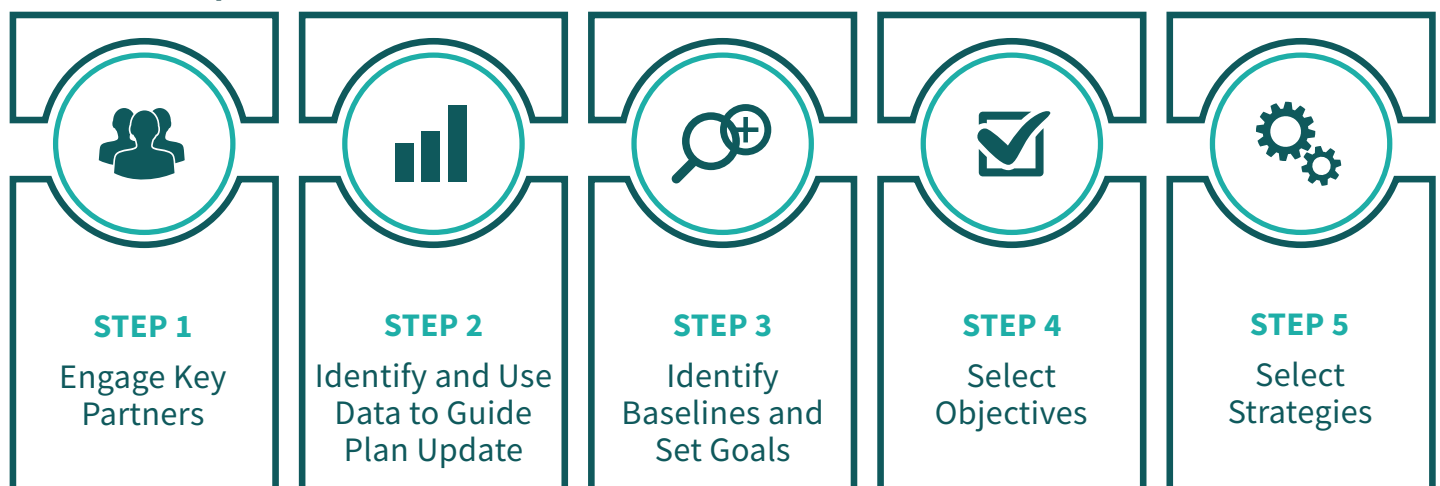 STEP 1
Engage Key
Partners
STEP 2
Identify and Use
Data to Guide
Plan Update
STEP 3
Identify
Baselines and
Set Goals
STEP 4
Select
Objectives
STEP 5
Select
Strategies